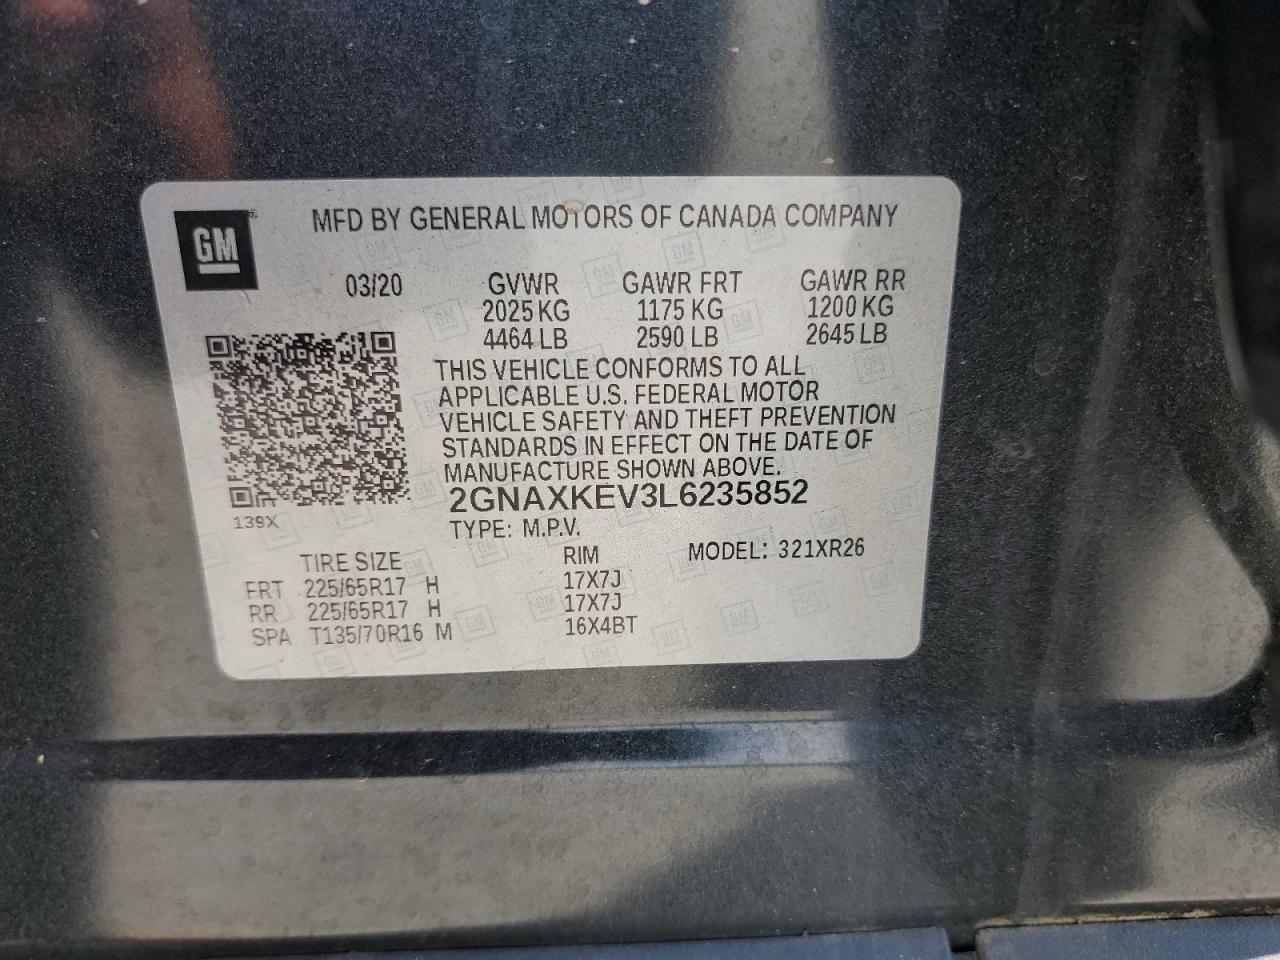 GM
MFD BY GENERAL MOTORS OF CANADA COMPANY
03/20 GVWR GAWR FRT GAWR RR
2025 KG 1175 KG 1200 KG
4464 LB 2590 LB 2645 LB
THIS VEHICLE CONFORMS TO ALL
APPLICABLE U.S. FEDERAL MOTOR
VEHICLE SAFETY AND THEFT PREVENTION
STANDARDS IN EFFECT ON THE DATE OF
MANUFACTURE SHOWN ABOVE.
2GNAXKEV3L6235852
139X
TYPE: M.P.V.
TIRE SIZE RIM MODEL: 321XR26
FRT 225/65R17 H 17X7J
RR 225/65R17 H 17X7J
SPA T135/70R16 M 16X4BT